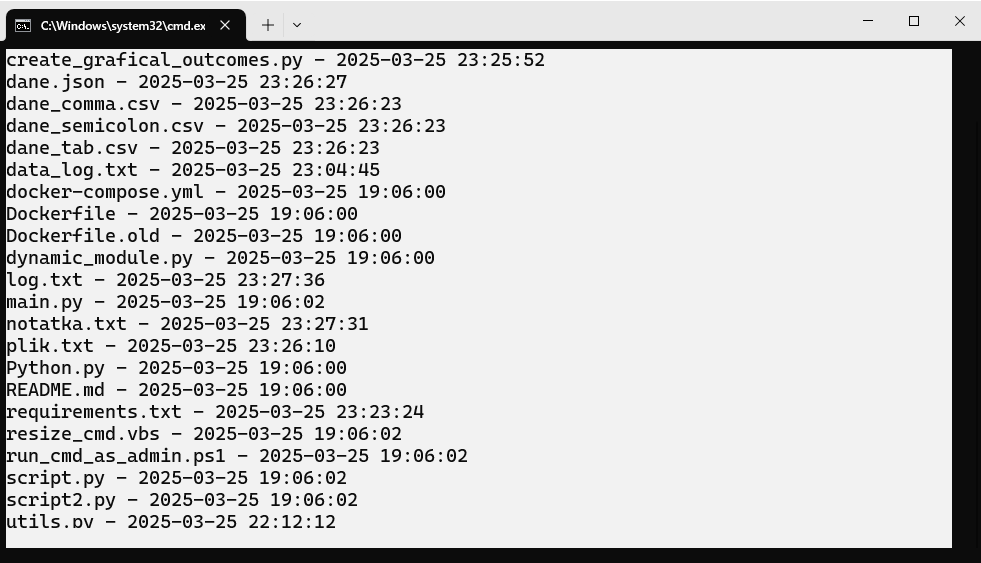 C:\Windows\system32\cmd.ex
create_grafical_outcomes.py - 2025-03-25 23:25:52
dane.json - 2025-03-25 23:26:27
dane_comma.csv - 2025-03-25 23:26:23
dane_semicolon.csv - 2025-03-25 23:26:23
dane_tab.csv - 2025-03-25 23:26:23
data_log.txt - 2025-03-25 23:04:45
docker-compose.yml - 2025-03-25 19:06:00
Dockerfile - 2025-03-25 19:06:00
Dockerfile.old - 2025-03-25 19:06:00
dynamic_module.py - 2025-03-25 19:06:00
log.txt - 2025-03-25 23:27:36
main.py - 2025-03-25 19:06:02
notatka.txt - 2025-03-25 23:27:31
plik.txt - 2025-03-25 23:26:10
Python.py - 2025-03-25 19:06:00
README.md - 2025-03-25 19:06:00
requirements.txt - 2025-03-25 23:23:24
resize_cmd.vbs - 2025-03-25 19:06:02
run_cmd_as_admin.ps1 - 2025-03-25 19:06:02
script.py - 2025-03-25 19:06:02
script2.py - 2025-03-25 19:06:02
utils.py - 2025-03-25 22:12:12